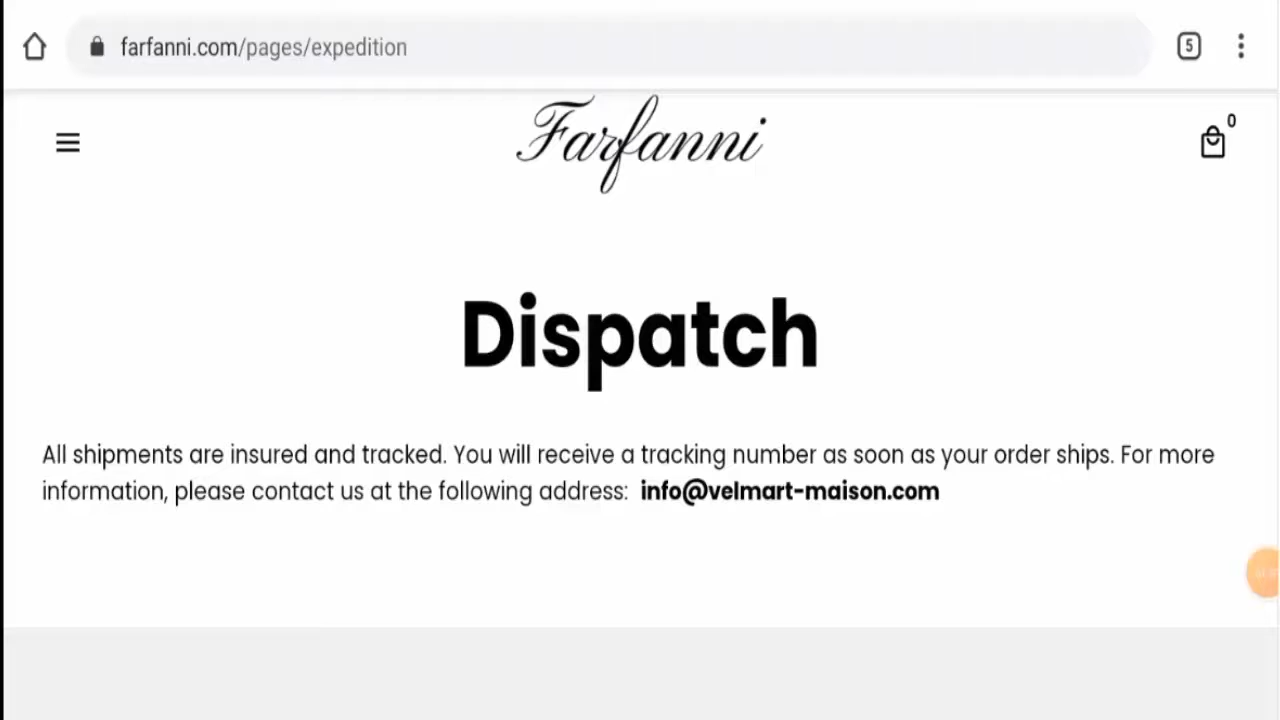 farfanni.com/pages/expedition
5
Farfanni
0
Dispatch
All shipments are insured and tracked. You will receive a tracking number as soon as your order ships. For more
information, please contact us at the following address: info@velmart-maison.com